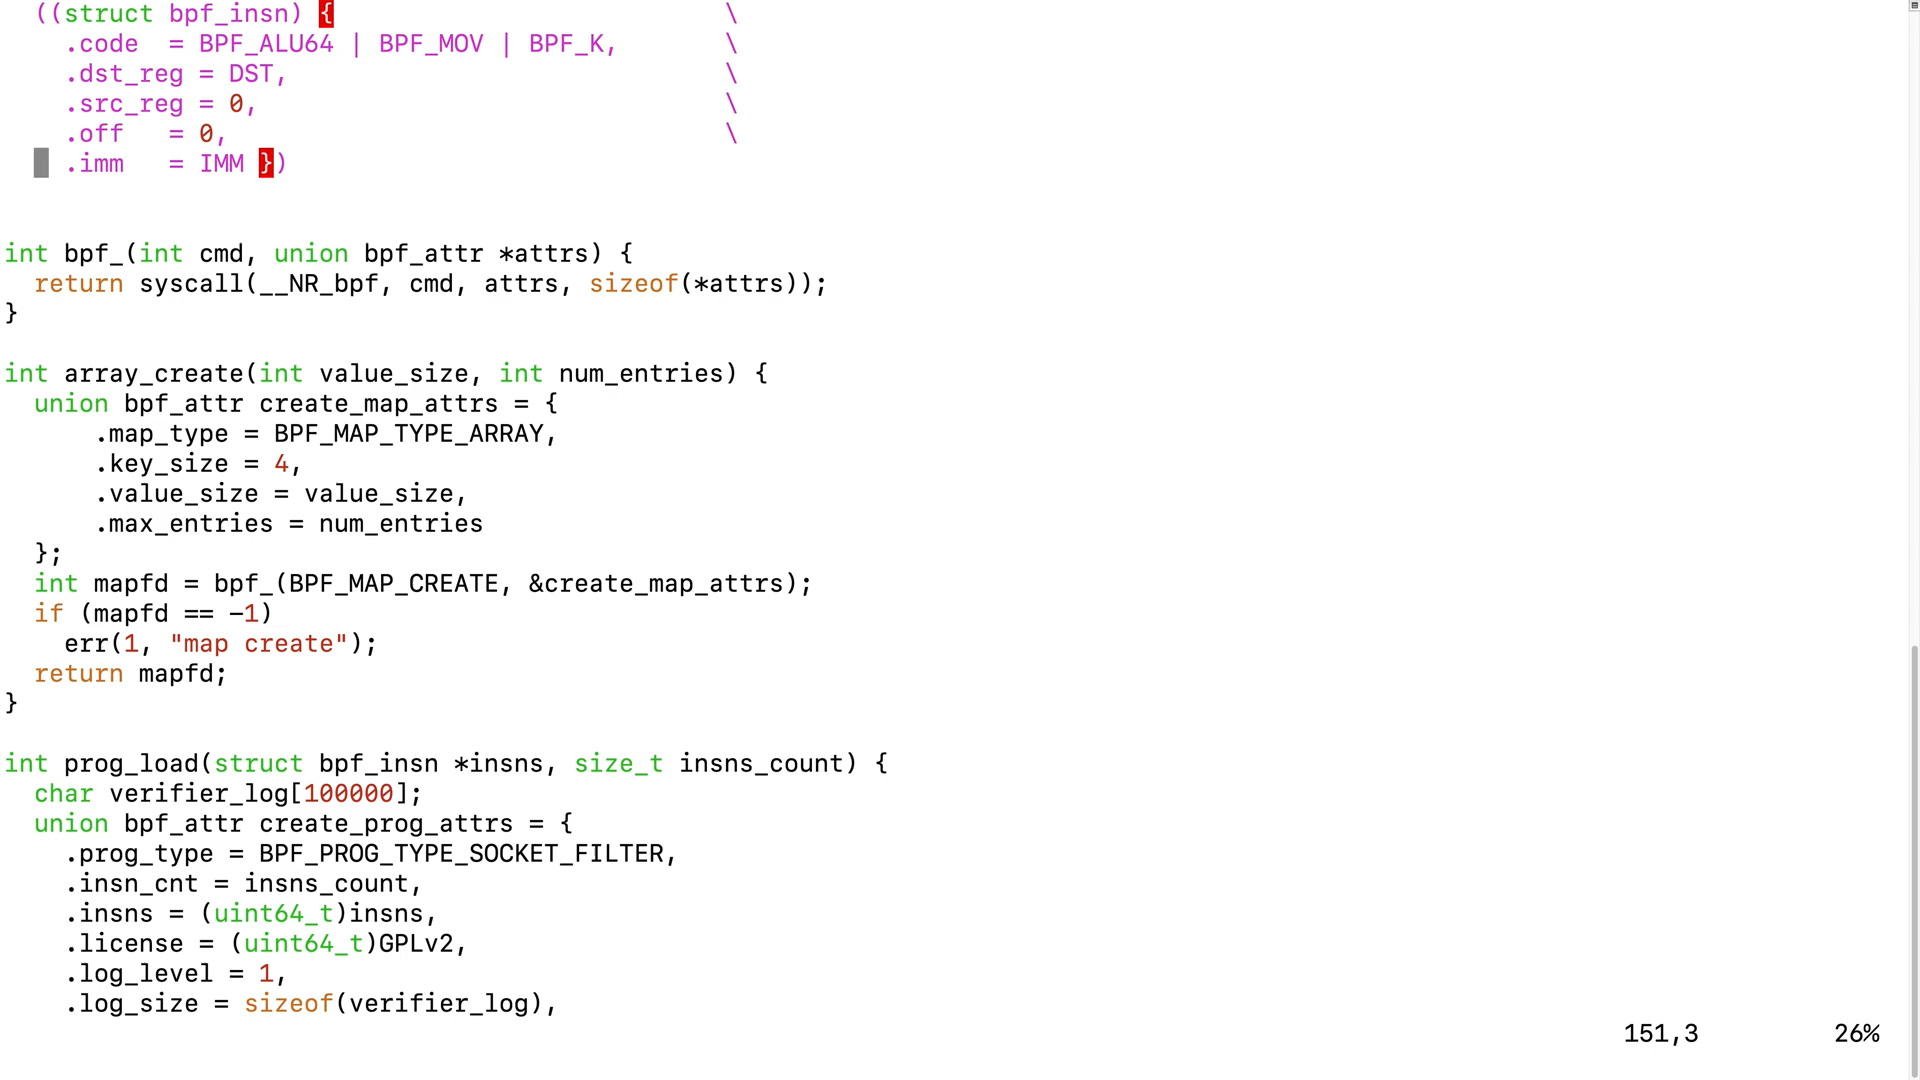 ((struct bpf_insn) { \
.code = BPF_ALU64 | BPF_MOV | BPF_K, \
.dst_reg = DST, \
.src_reg = 0, \
.off = 0, \
.imm = IMM })
int bpf_(int cmd, union bpf_attr *attrs) {
return syscall(__NR_bpf, cmd, attrs, sizeof(*attrs));
}
int array_create(int value_size, int num_entries) {
union bpf_attr create_map_attrs = {
.map_type = BPF_MAP_TYPE_ARRAY,
.key_size = 4,
.value_size = value_size,
.max_entries = num_entries
};
int mapfd = bpf_(BPF_MAP_CREATE, &create_map_attrs);
if (mapfd == -1)
err(1, "map create");
return mapfd;
}
int prog_load(struct bpf_insn *insns, size_t insns_count) {
char verifier_log[100000];
union bpf_attr create_prog_attrs = {
.prog_type = BPF_PROG_TYPE_SOCKET_FILTER,
.insn_cnt = insns_count,
.insns = (uint64_t)insns,
.license = (uint64_t)GPLv2,
.log_level = 1,
.log_size = sizeof(verifier_log),
151,3 26%